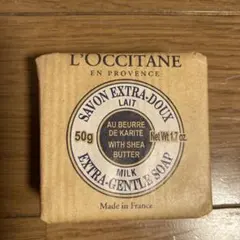 L'OCCITANE
EN PROVENCE
SAVON EXTRA-DOUX
LAIT
AU BEURRE
DE KARITE
50g
Net Wt 1.7 oz.
WITH SHEA
BUTTER
MILK
EXTRA-GENTLE SOAP
Made in France